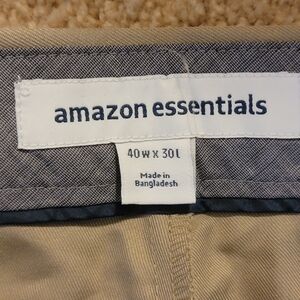 amazon essentials
40 w x 30 l
Made in
Bangladesh